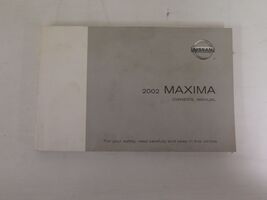 NISSAN
2002 MAXIMA
OWNER'S MANUAL
For your safety, read carefully and keep in this vehicle.